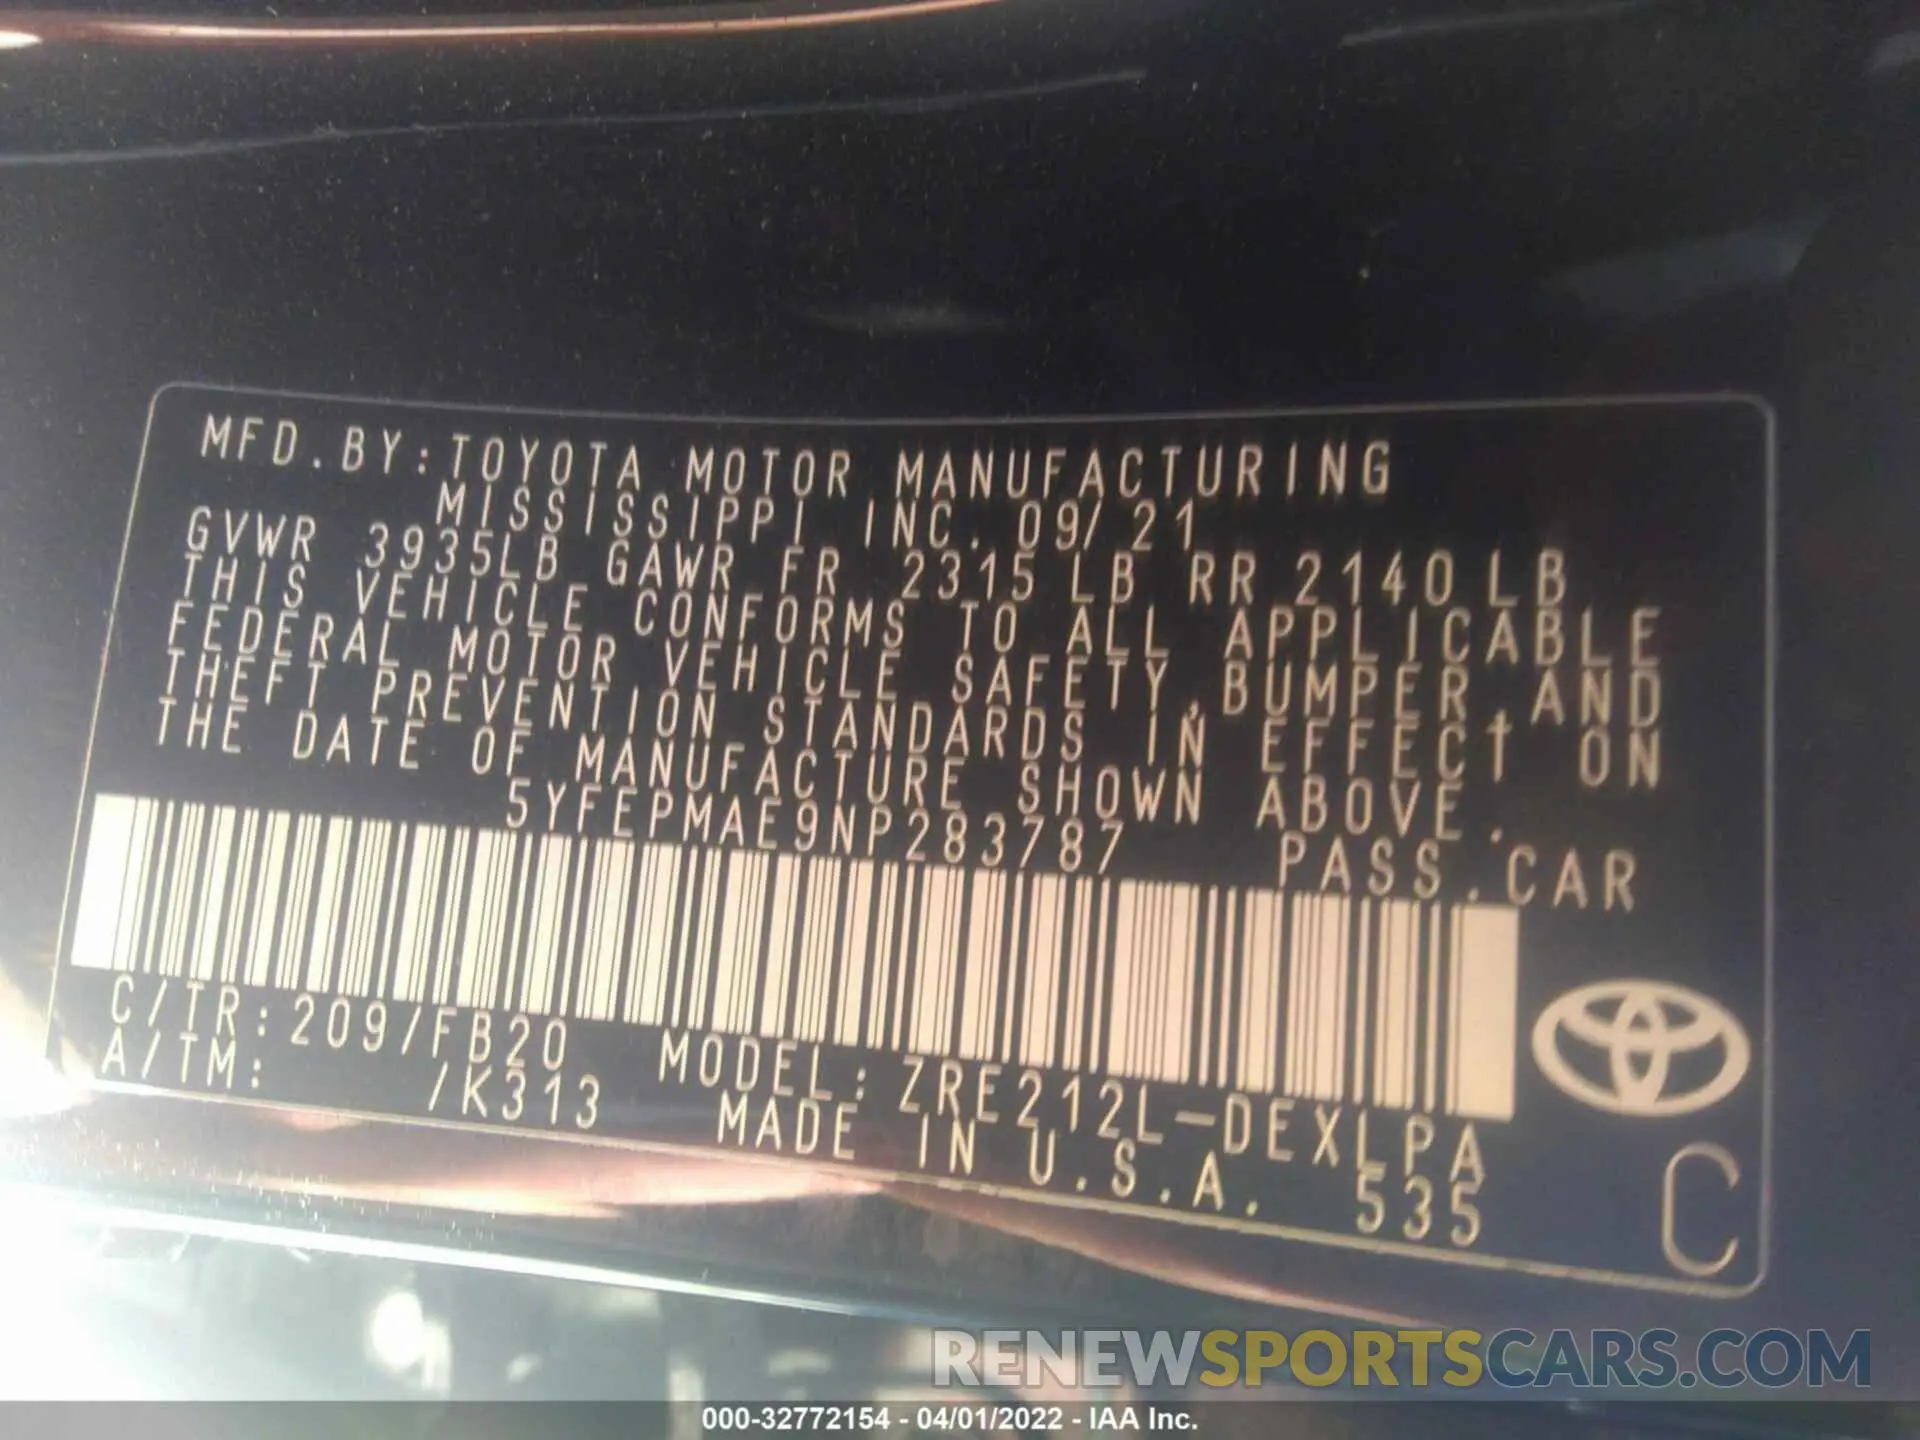 MFD.BY:TOYOTA MOTOR MANUFACTURING
MISSISSIPPI INC. 09/21
GVWR 3935LB GAWR FR 2315LB RR 2140LB
THIS VEHICLE CONFORMS TO ALL APPLICABLE
FEDERAL MOTOR VEHICLE SAFETY,BUMPER,AND
THEFT PREVENTION STANDARDS IN EFFECT ON
THE DATE OF MANUFACTURE SHOWN ABOVE.
5YFEPMAE9NP283787 PASS.CAR
C/TR:209/FB20 MODEL:ZRE212L-DEXLPA
A/TM: /K313 MADE IN U.S.A. 535
C
RENEWSPORTSCARS.COM
000-32772154 - 04/01/2022 - IAA Inc.